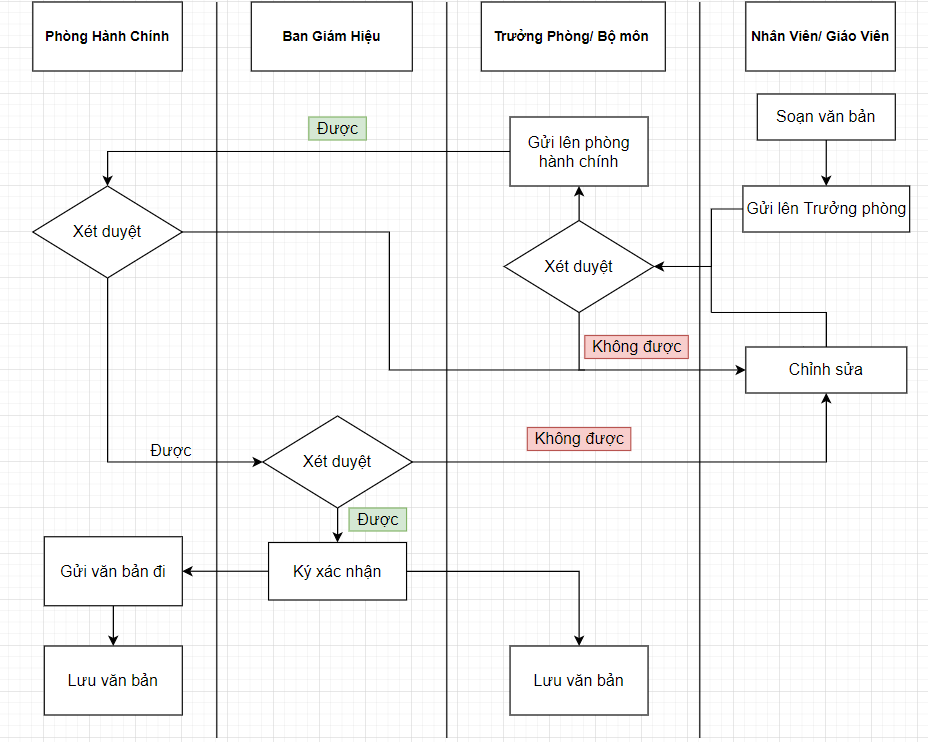 Phòng Hành Chính
Ban Giám Hiệu
Trưởng Phòng/ Bộ môn
Nhân Viên/ Giáo Viên
Soạn văn bản
Được
Gửi lên phòng
hành chính
Gửi lên Trưởng phòng
Xét duyệt
Xét duyệt
Không được
Chỉnh sửa
Không được
Được
Xét duyệt
Được
Gửi văn bản đi
Ký xác nhận
Lưu văn bản
Lưu văn bản